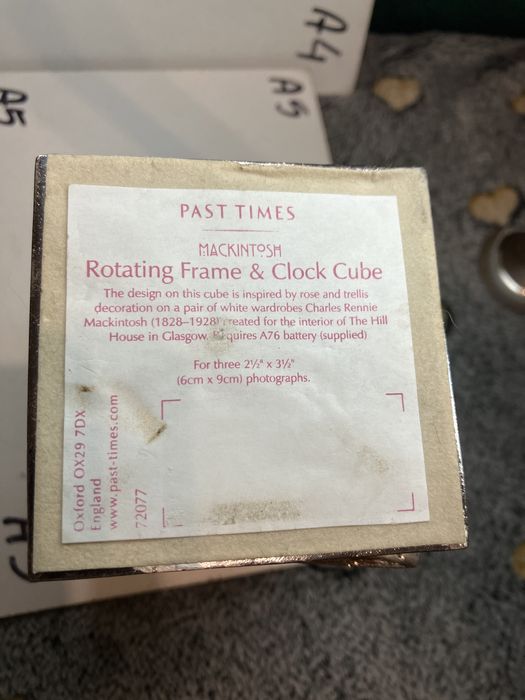 A4
A5
A5
PAST TIMES
MACKINTOSH
Rotating Frame & Clock Cube
The design on this cube is inspired by rose and trellis
decoration on a pair of white wardrobes Charles Rennie
Mackintosh (1828–1928) created for the interior of The Hill
House in Glasgow. Requires A76 battery (supplied)
For three 2½" x 3½"
(6cm x 9cm) photographs.
Oxford OX29 7DX
England
www.past-times.com
72077